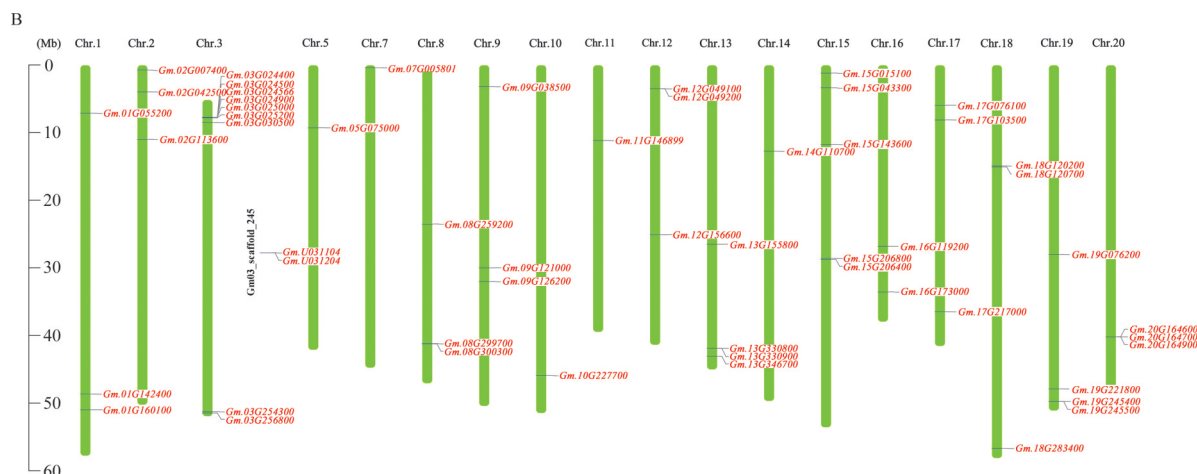 B
(Mb) Chr.1 Chr.2 Chr.3 Chr.5 Chr.7 Chr.8 Chr.9 Chr.10 Chr.11 Chr.12 Chr.13 Chr.14 Chr.15 Chr.16 Chr.17 Chr.18 Chr.19 Chr.20
0
10
20
30
40
50
60
Gm.01G055200
Gm.01G142400
Gm.01G160100
Gm.02G007400
Gm.02G042500
Gm.02G113600
Gm.03G024400
Gm.03G024500
Gm.03G024566
Gm.03G024900
Gm.03G025000
Gm.03G025200
Gm.03G030500
Gm.03G254300
Gm.03G256800
Gm03_scaffold_245
Gm.U031104
Gm.U031204
Gm.05G075000
Gm.07G005801
Gm.08G259200
Gm.08G299700
Gm.08G300300
Gm.09G038500
Gm.09G121000
Gm.09G126200
Gm.10G227700
Gm.11G146899
Gm.12G049100
Gm.12G049200
Gm.12G156600
Gm.13G155800
Gm.13G330800
Gm.13G330900
Gm.13G346700
Gm.14G110700
Gm.15G015100
Gm.15G043300
Gm.15G143600
Gm.15G206800
Gm.15G206400
Gm.16G119200
Gm.16G173000
Gm.17G076100
Gm.17G103500
Gm.17G217000
Gm.18G120200
Gm.18G120700
Gm.18G283400
Gm.19G076200
Gm.19G221800
Gm.19G245400
Gm.19G245500
Gm.20G164600
Gm.20G164700
Gm.20G164900